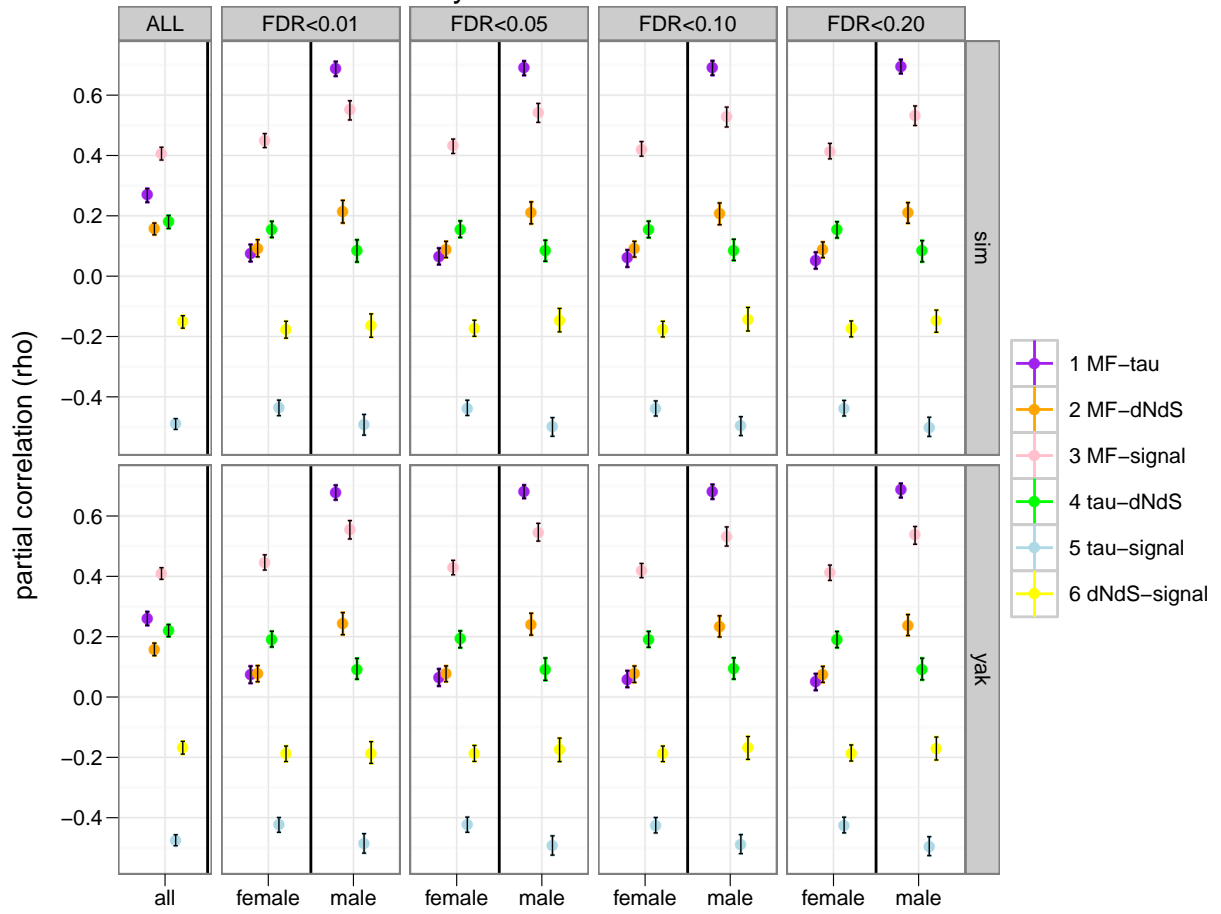 y
ALL
FDR<0.01
FDR<0.05
FDR<0.10
FDR<0.20
partial correlation (rho)
0.6
0.4
0.2
0.0
−0.2
−0.4
sim
0.6
0.4
0.2
0.0
−0.2
−0.4
yak
all
female
male
female
male
female
male
female
male
1 MF−tau
2 MF−dNdS
3 MF−signal
4 tau−dNdS
5 tau−signal
6 dNdS−signal